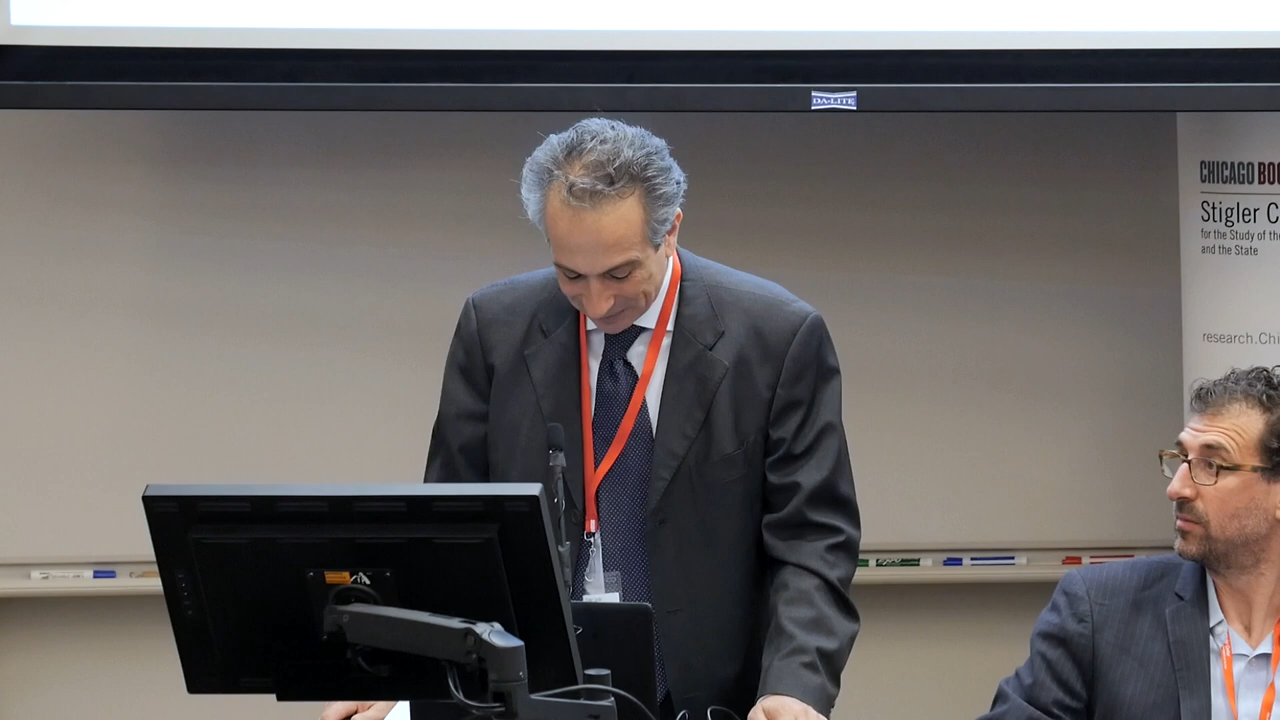 DA-LITE
CHICAGO BOO
Stigler C
for the Study of the
and the State
research.Chi